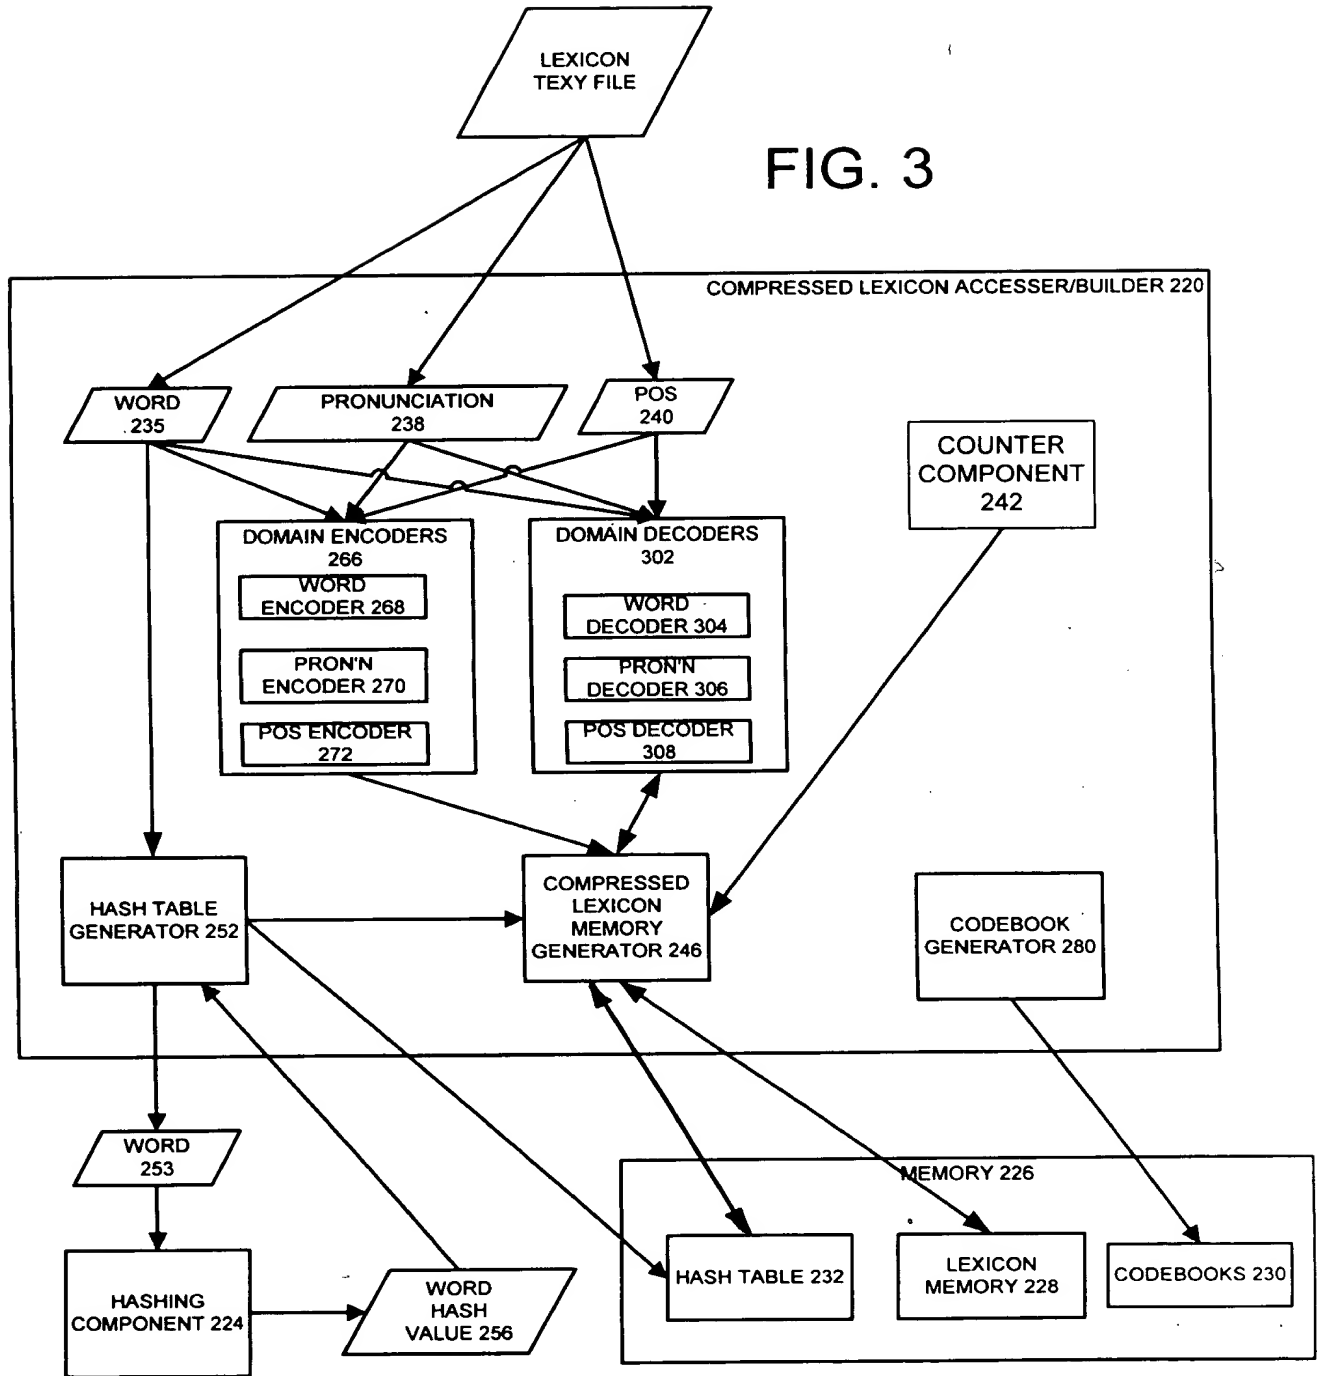 LEXICON
TEXY FILE
FIG. 3
COMPRESSED LEXICON ACCESSER/BUILDER 220
WORD
235
PRONUNCIATION
238
POS
240
COUNTER
COMPONENT
242
DOMAIN ENCODERS
266
WORD
ENCODER 268
PRON'N
ENCODER 270
POS ENCODER
272
DOMAIN DECODERS
302
WORD
DECODER 304
PRON'N
DECODER 306
POS DECODER
308
HASH TABLE
GENERATOR 252
COMPRESSED
LEXICON
MEMORY
GENERATOR 246
CODEBOOK
GENERATOR 280
WORD
253
MEMORY 226
HASH TABLE 232
LEXICON
MEMORY 228
CODEBOOKS 230
HASHING
COMPONENT 224
WORD
HASH
VALUE 256